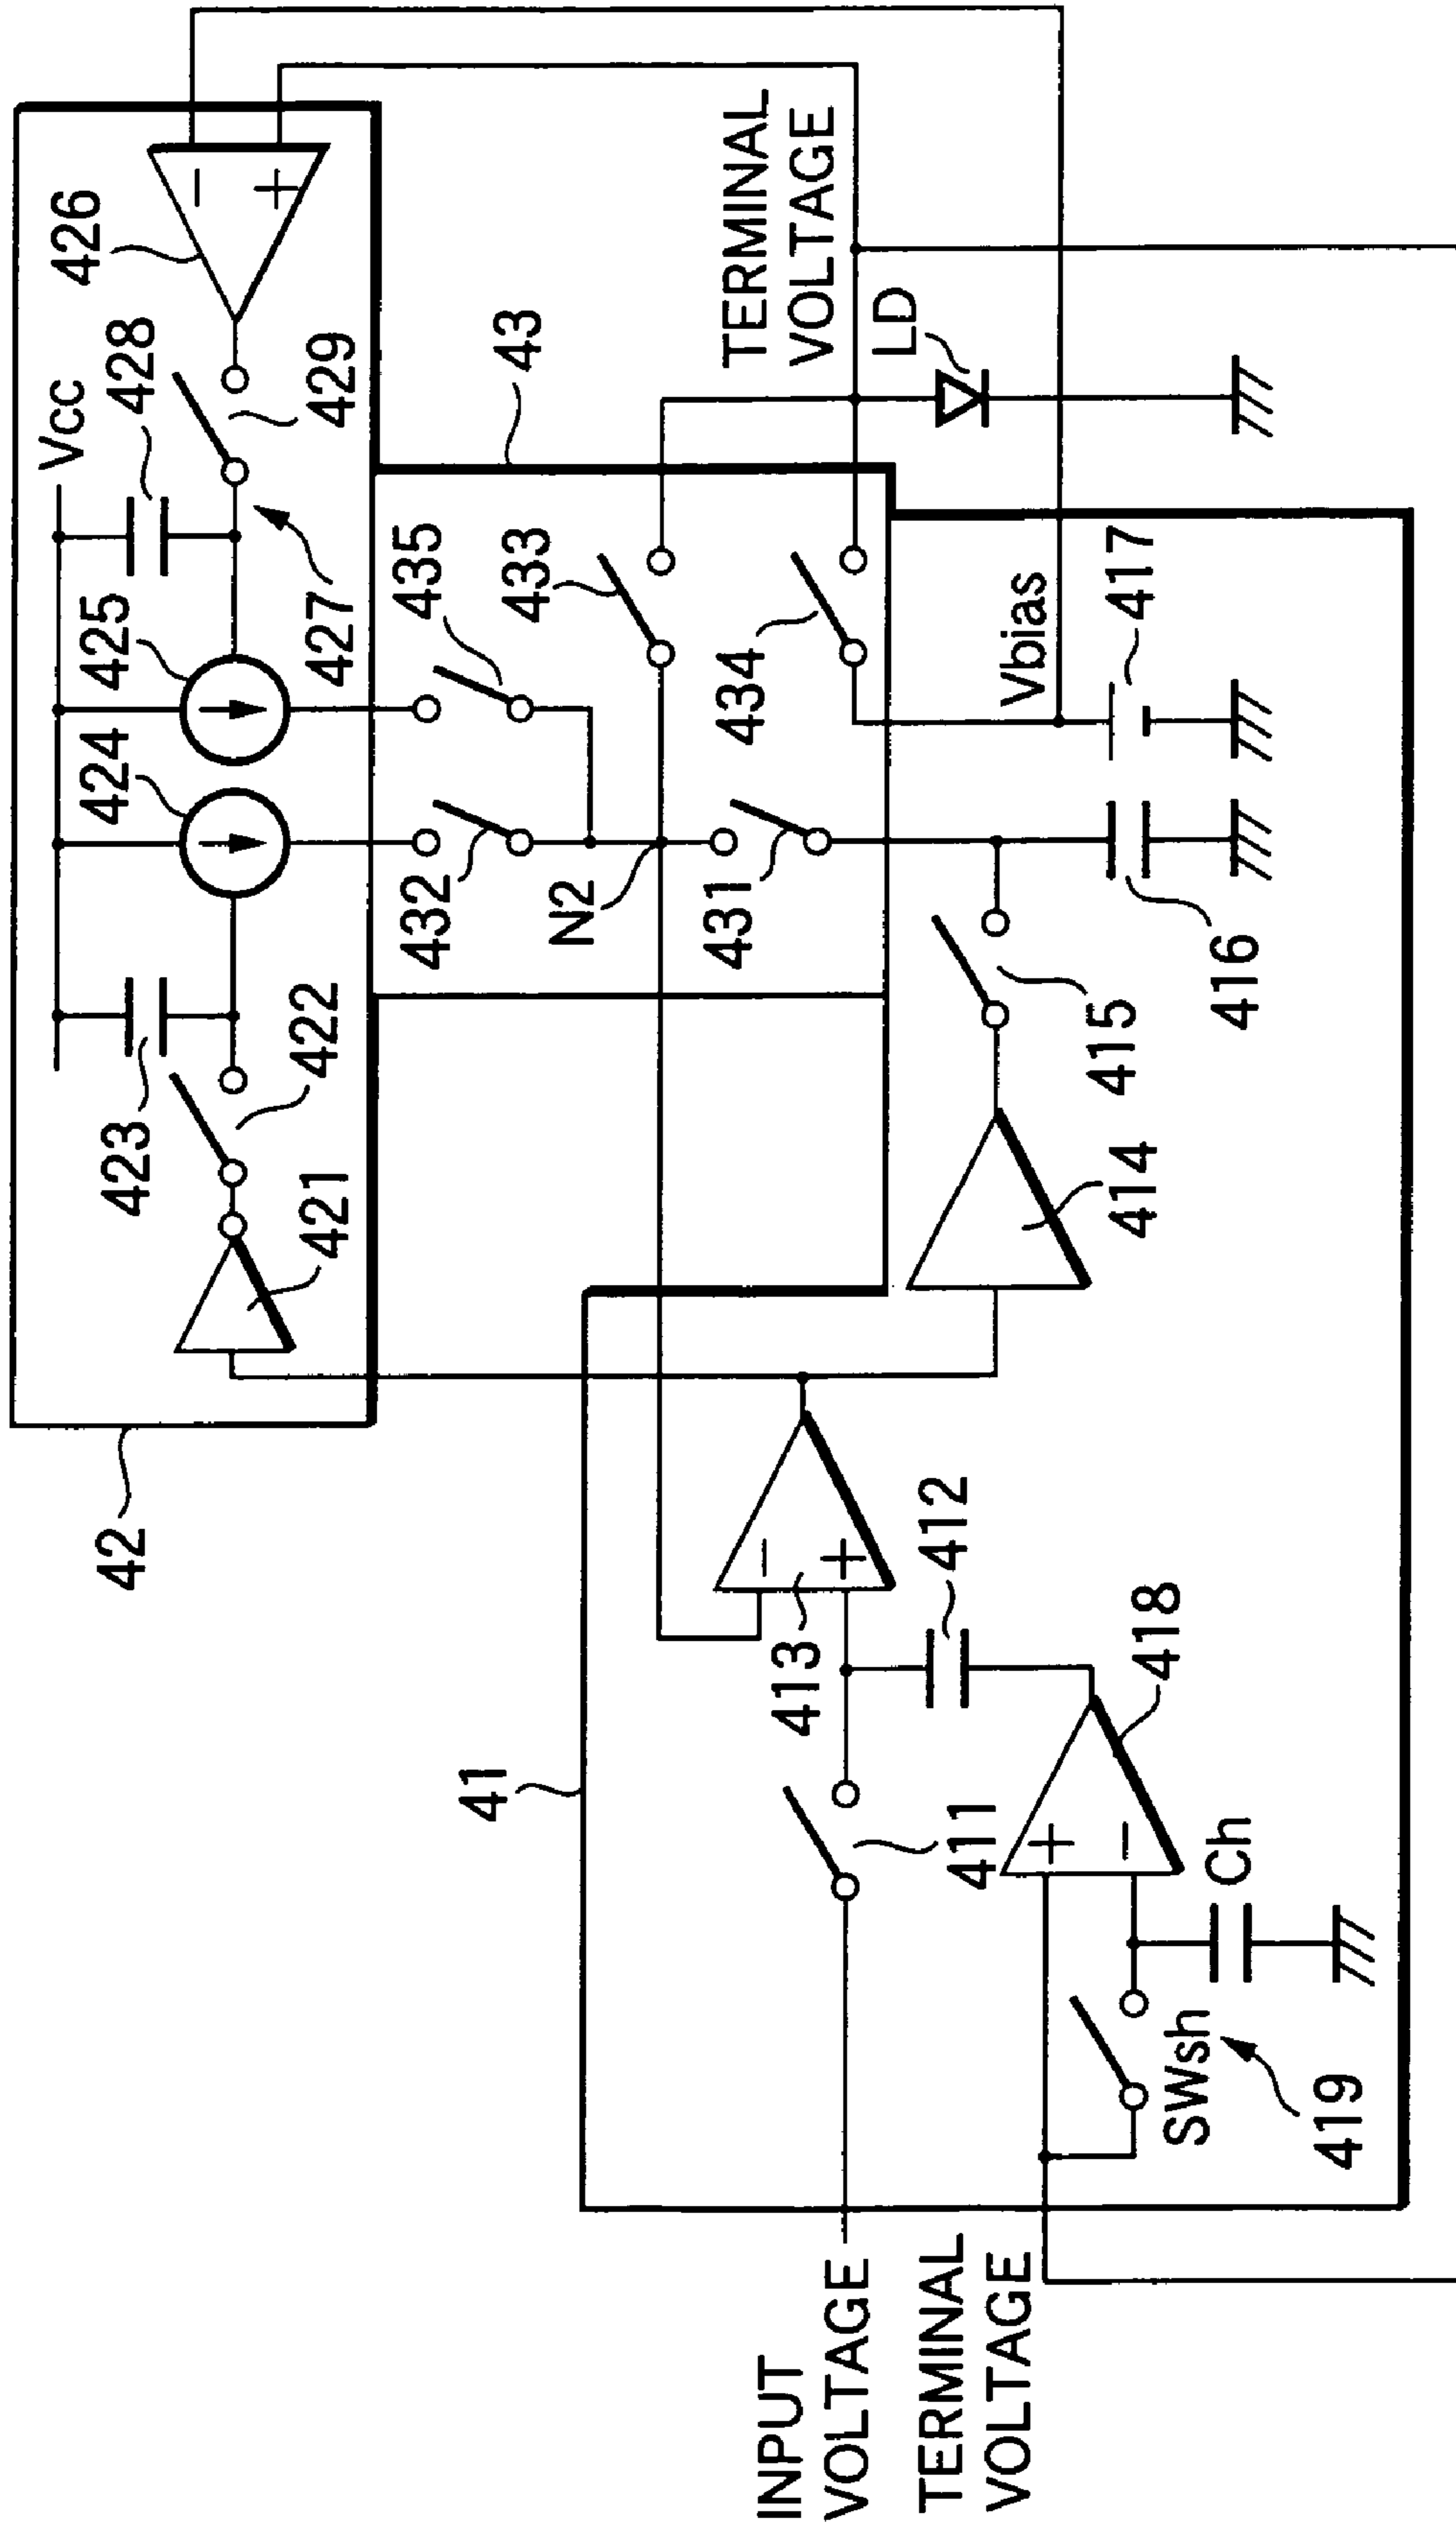 42
421
422
423
424
425
Vcc
428
426
429
427
43
435
432
433
N2
431
434
TERMINAL
VOLTAGE
LD
Vbias
417
416
415
414
41
413
−
+
412
411
418
+
−
Ch
SWsh
419
INPUT
VOLTAGE
TERMINAL
VOLTAGE
−
+